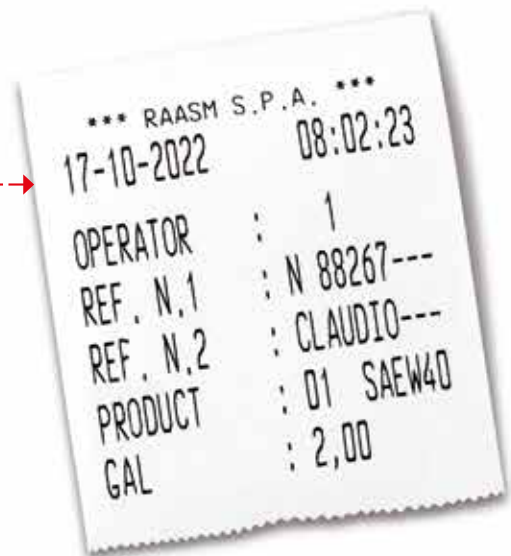 *** RAASM S.P.A. ***
17-10-2022 08:02:23
OPERATOR : 1
REF. N.1 : N 88267---
REF. N.2 : CLAUDIO---
PRODUCT : 01 SAEW40
GAL : 2,00